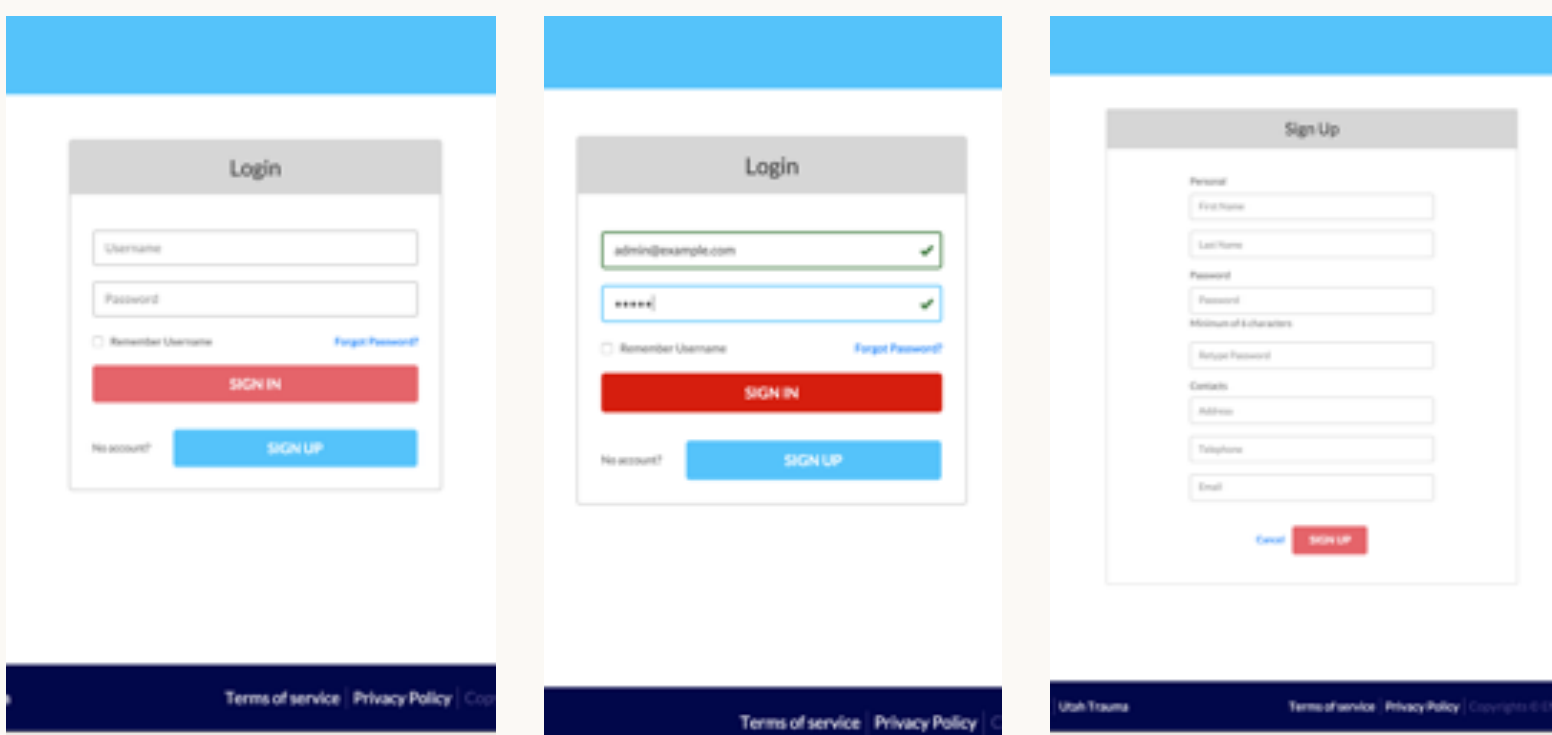 Login
Username
Password
Remember Username Forgot Password?
SIGN IN
No account? SIGN UP
Terms of service Privacy Policy
Login
admin@example.com
•••••
Remember Username Forgot Password?
SIGN IN
No account? SIGN UP
Terms of service Privacy Policy
Sign Up
Personal
First Name
Last Name
Password
Password
Minimum of 6 characters
Retype Password
Contacts
Address
Telephone
Email
Cancel SIGN UP
Utah Trauma Terms of service Privacy Policy Copyrights ©